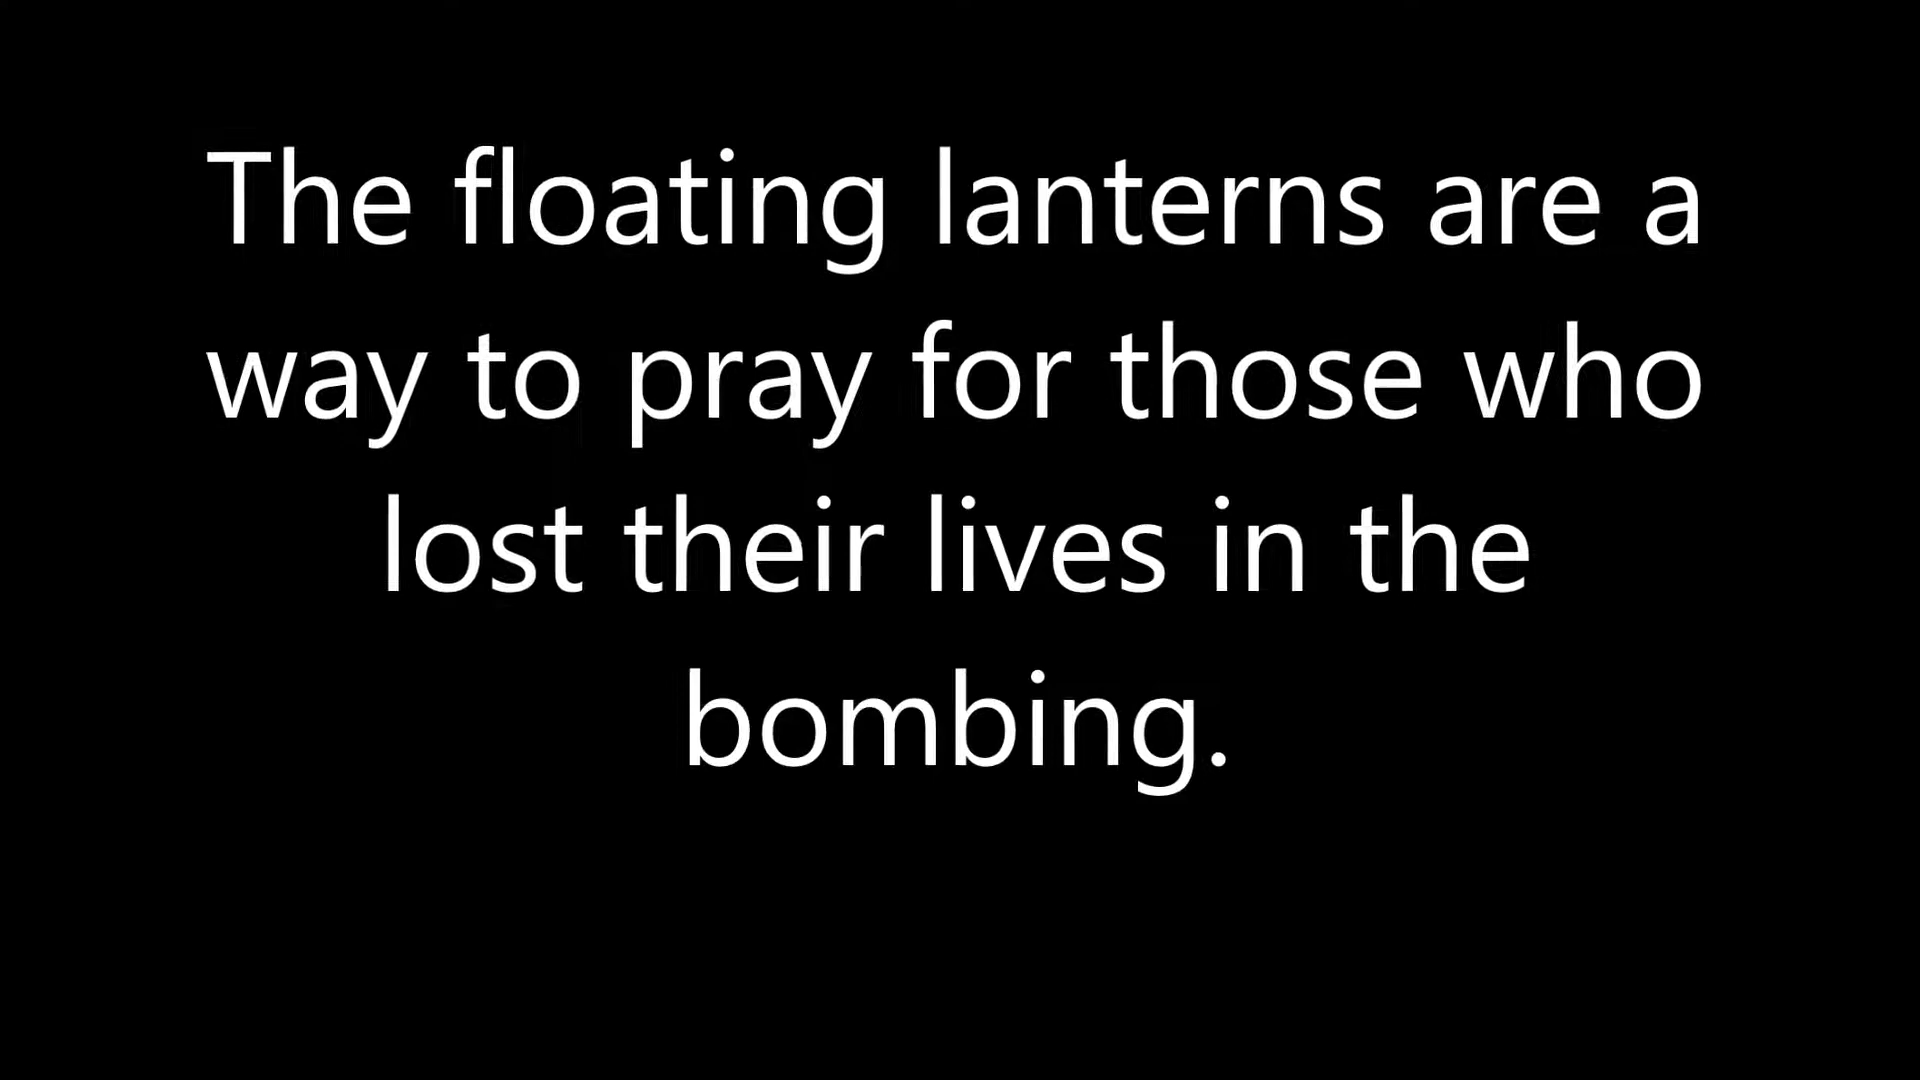 The floating lanterns are a
way to pray for those who
lost their lives in the
bombing.